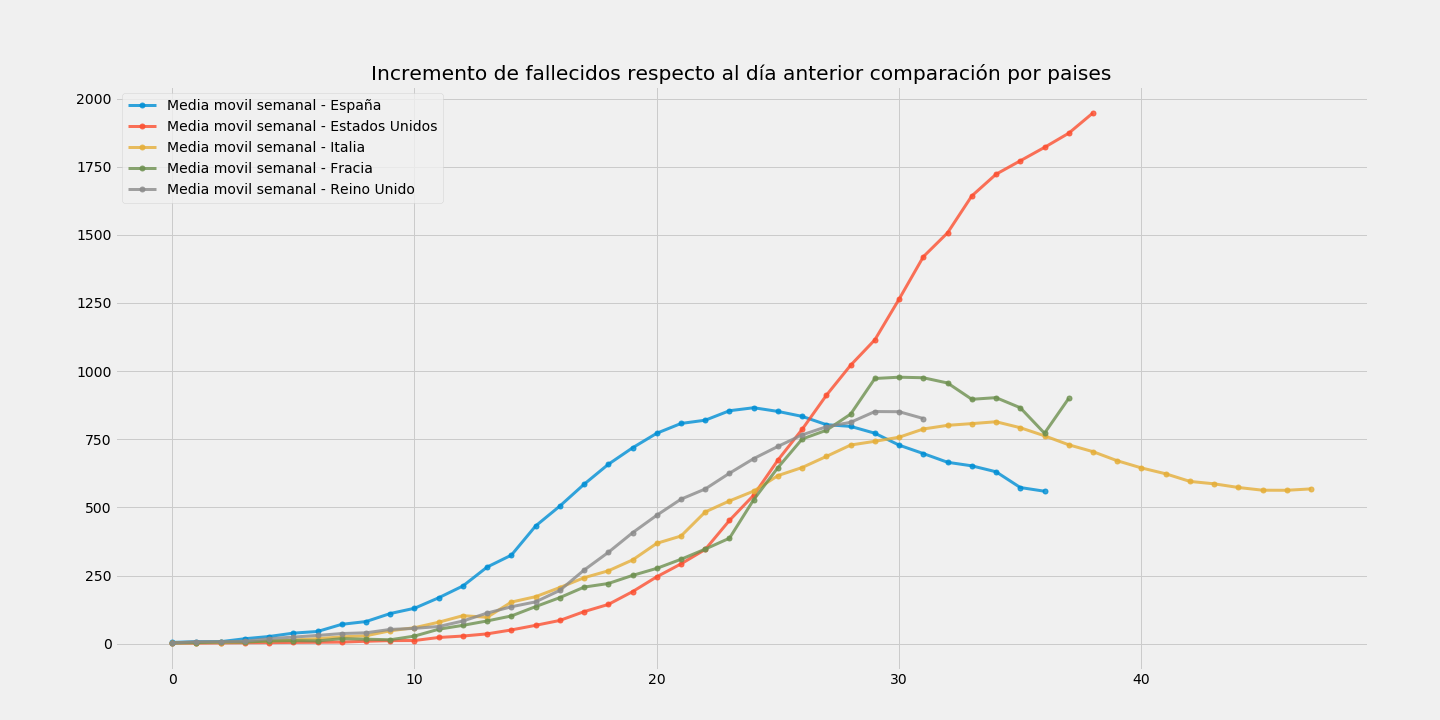 Incremento de fallecidos respecto al día anterior comparación por paises
Media movil semanal - España
Media movil semanal - Estados Unidos
Media movil semanal - Italia
Media movil semanal - Fracia
Media movil semanal - Reino Unido
2000
1750
1500
1250
1000
750
500
250
0
0 10 20 30 40